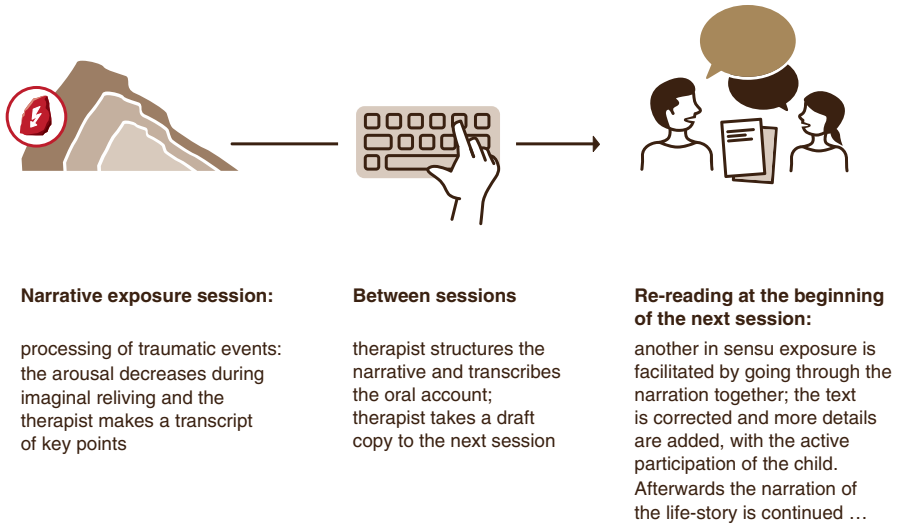 Narrative exposure session:
processing of traumatic events:
the arousal decreases during
imaginal reliving and the
therapist makes a transcript
of key points
Between sessions
therapist structures the
narrative and transcribes
the oral account;
therapist takes a draft
copy to the next session
Re-reading at the beginning
of the next session:
another in sensu exposure is
facilitated by going through the
narration together; the text
is corrected and more details
are added, with the active
participation of the child.
Afterwards the narration of
the life-story is continued …